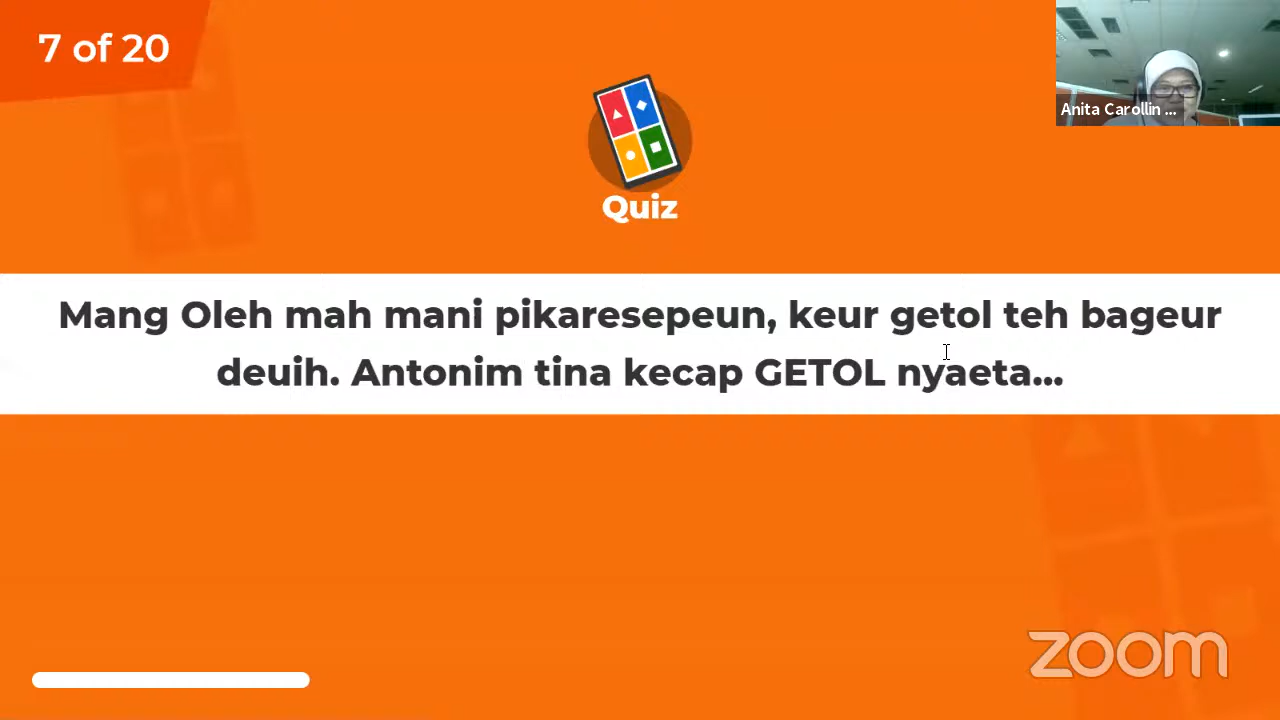 7 of 20
Anita Carollin ...
Quiz
Mang Oleh mah mani pikaresepeun, keur getol teh bageur
deuih. Antonim tina kecap GETOL nyaeta...
zoom